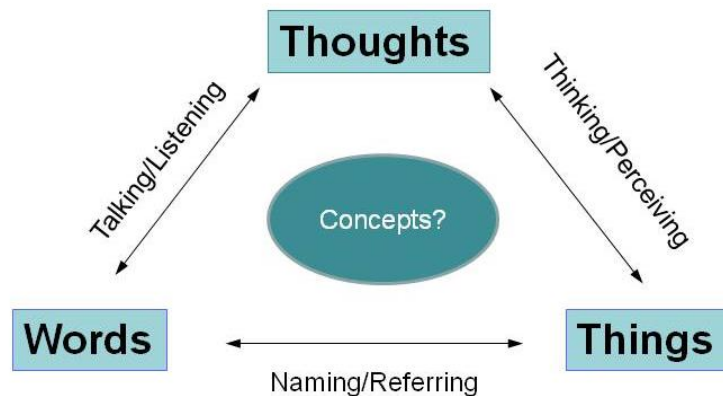 Thoughts
Talking/Listening
Thinking/Perceiving
Concepts?
Words
Things
Naming/Referring